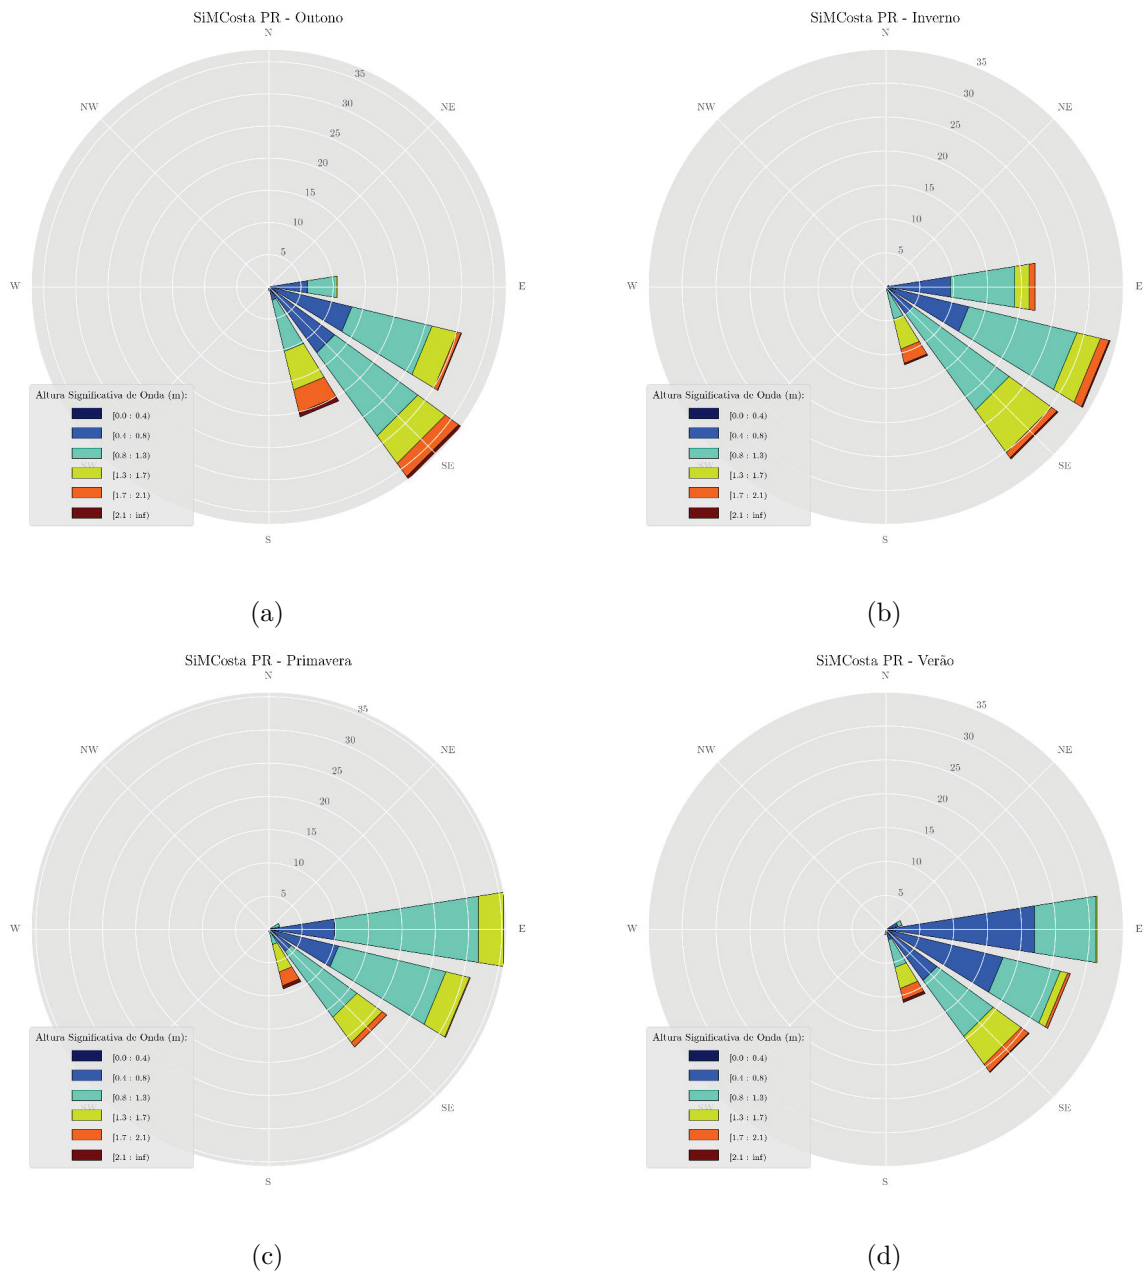 SiMCosta PR - Outono
N
NW
NE
W
E
SW
SE
S
5
10
15
20
25
30
35
Altura Significativa de Onda (m):
[0.0 : 0.4)
[0.4 : 0.8)
[0.8 : 1.3)
[1.3 : 1.7)
[1.7 : 2.1)
[2.1 : inf)
(a)
SiMCosta PR - Inverno
N
NW
NE
W
E
SW
SE
S
5
10
15
20
25
30
35
Altura Significativa de Onda (m):
[0.0 : 0.4)
[0.4 : 0.8)
[0.8 : 1.3)
[1.3 : 1.7)
[1.7 : 2.1)
[2.1 : inf)
(b)
SiMCosta PR - Primavera
N
NW
NE
W
E
SW
SE
S
5
10
15
20
25
30
35
Altura Significativa de Onda (m):
[0.0 : 0.4)
[0.4 : 0.8)
[0.8 : 1.3)
[1.3 : 1.7)
[1.7 : 2.1)
[2.1 : inf)
(c)
SiMCosta PR - Verão
N
NW
NE
W
E
SW
SE
S
5
10
15
20
25
30
35
Altura Significativa de Onda (m):
[0.0 : 0.4)
[0.4 : 0.8)
[0.8 : 1.3)
[1.3 : 1.7)
[1.7 : 2.1)
[2.1 : inf)
(d)